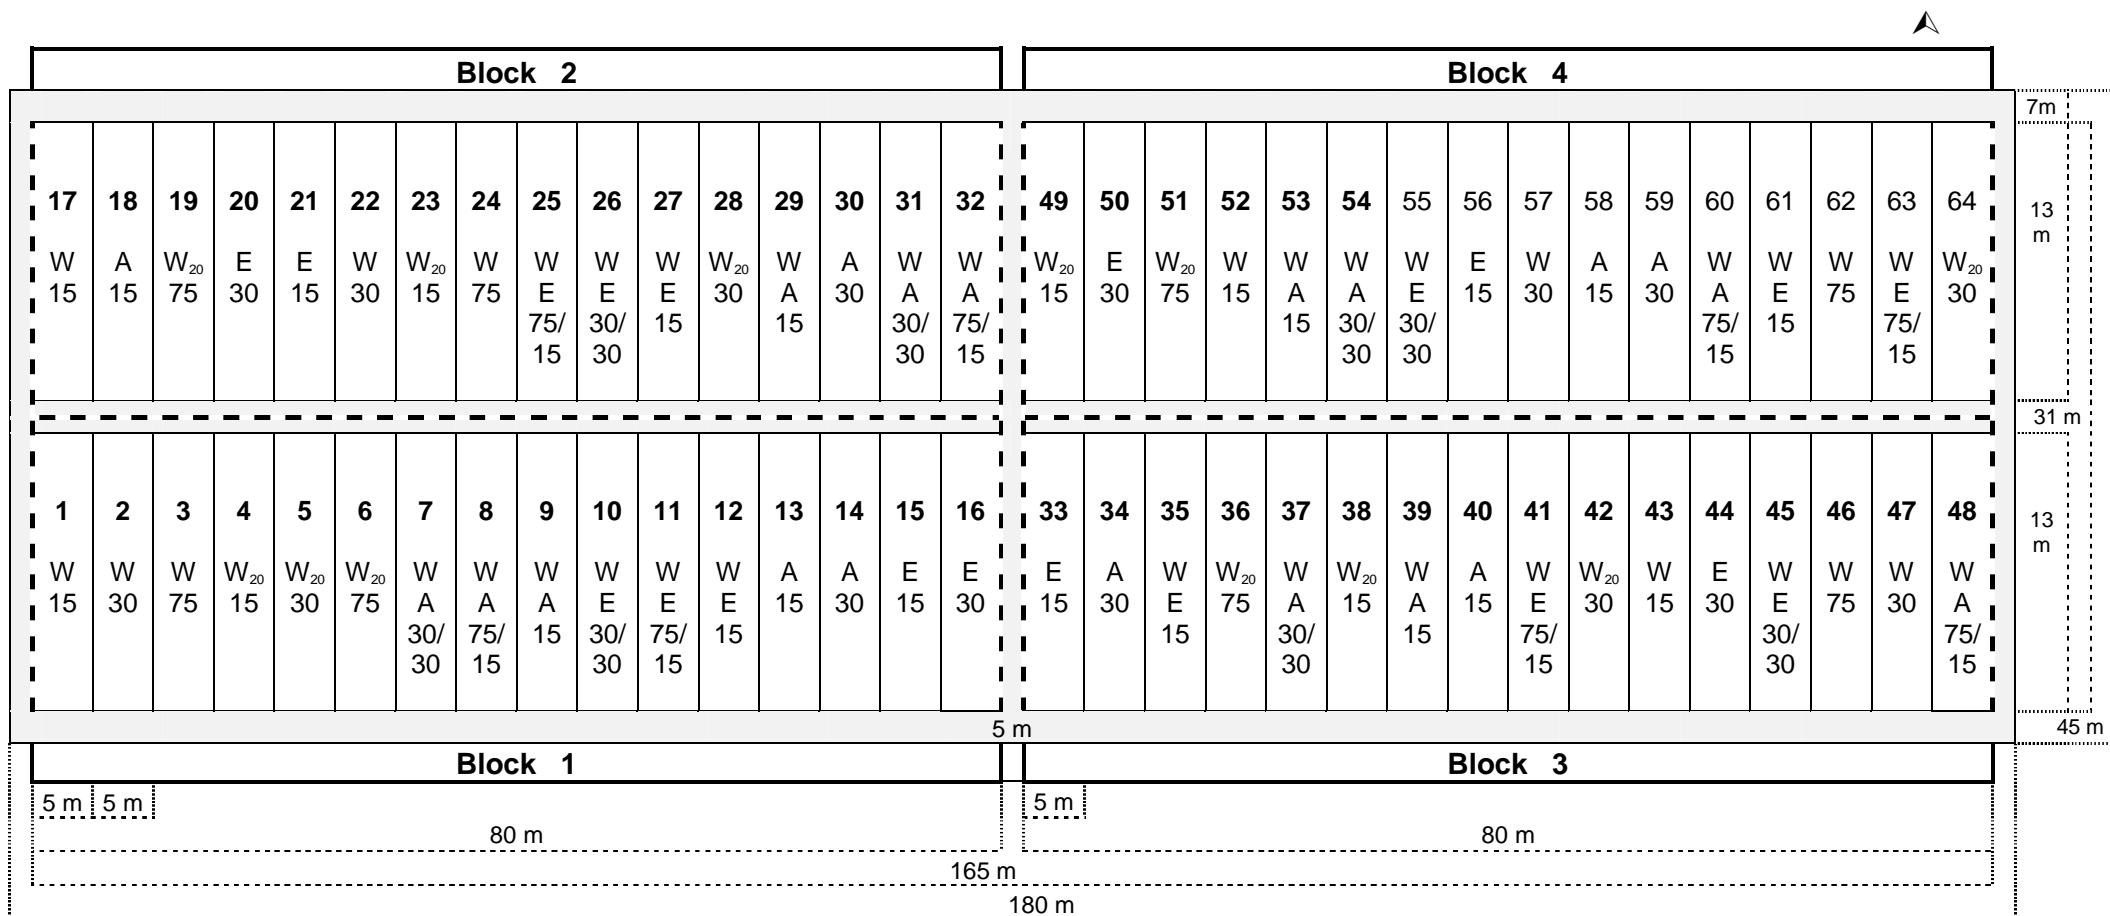 Block 2 Block 4
7m
17 18 19 20 21 22 23 24 25 26 27 28 29 30 31 32 49 50 51 52 53 54 55 56 57 58 59 60 61 62 63 64 13
m
W A W20 E E W W20 W W W W W20 W A W W W20 E W20 W W W W E W A A W W W W W20
15 15 75 30 15 30 15 75 E E E 30 A 30 A A 15 30 75 15 A A E 15 30 15 30 A E 75 E 30
75/ 30/ 15 15 30/ 75/ 15 30/ 30/ 75/ 15 75/
15 30 30 15 30 30 15 15
31 m
1 2 3 4 5 6 7 8 9 10 11 12 13 14 15 16 33 34 35 36 37 38 39 40 41 42 43 44 45 46 47 48 13
m
W W W W20 W20 W20 W W W W W W A A E E E A W W20 W W20 W A W W20 W E W W W W
15 30 75 15 30 75 A A A E E E 15 30 15 30 15 30 E 75 A 15 A 15 E 30 15 30 E 75 30 A
30/ 75/ 15 30/ 75/ 15 15 30/ 15 75/ 30/ 75/
30 15 30 15 30 15 30 15
5 m 45 m
Block 1 Block 3
5 m 5 m 5 m
80 m 80 m
165 m
180 m